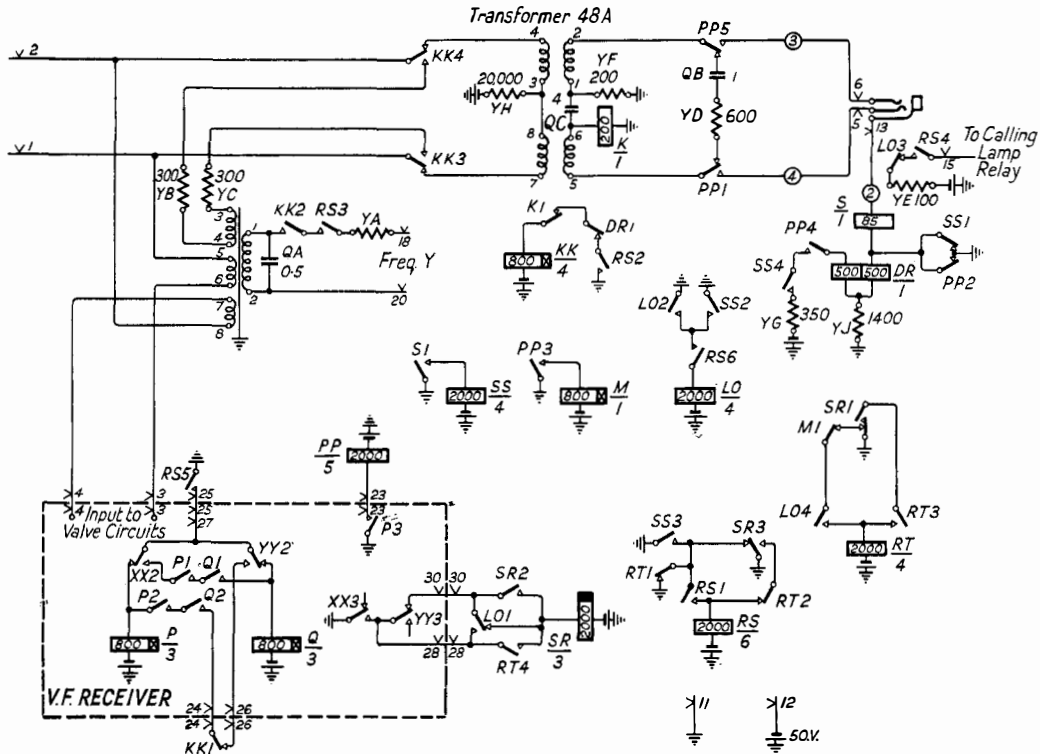 Transformer 48A
2
4
2
PP5
3
KK4
QB
1
YF
200
20,000
YH
3
1
4
QC
200
K
1
YD
600
6
5
13
LO3
RS4
To Calling
Lamp
Relay
15
YE100
8
6
1
KK3
7
5
PP1
4
2
300
YB
300
YC
3
4
5
6
7
8
1
2
KK2
RS3
YA
18
QA
0·5
Freq. Y
20
K1
DR1
RS2
800
KK
4
S
1
85
SS1
PP2
PP4
500
500
DR
1
SS4
YG
350
YJ
1400
LO2
SS2
RS6
2000
LO
4
S1
2000
SS
4
PP3
800
M
1
SR1
M1
LO4
RT3
2000
RT
4
PP
5
2000
RS5
4
4
3
3
25
25
27
23
23
P3
Input to
Valve Circuits
YY2
XX2
P1
Q1
P2
Q2
800
P
3
800
Q
3
XX3
YY3
30
30
28
28
SR2
LO1
RT4
2000
SR
3
SS3
SR3
RT1
RS1
RT2
2000
RS
6
V.F. RECEIVER
24
24
26
26
KK1
11
12
50V.